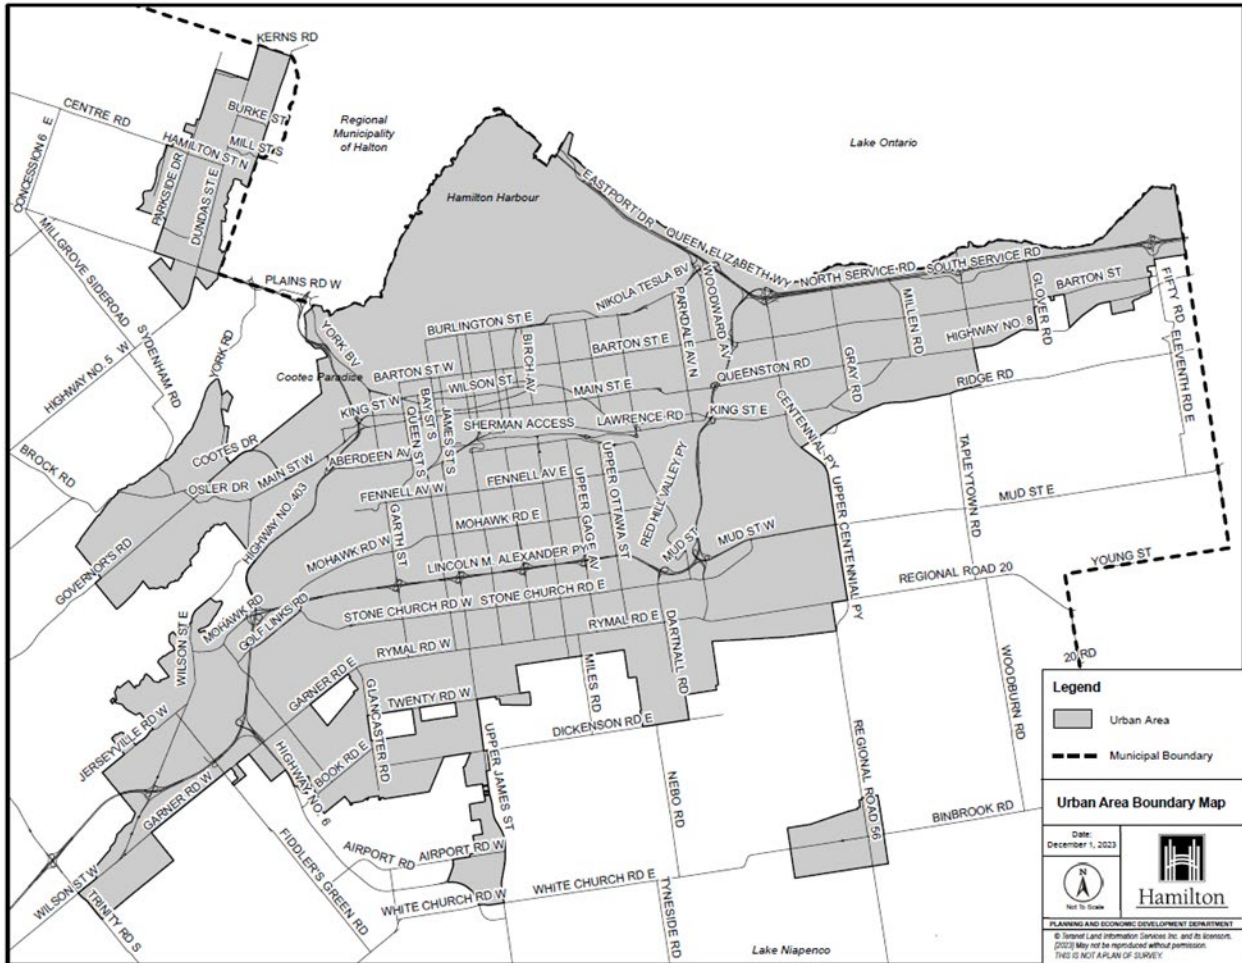 KERNS RD
CENTRE RD
BURKE ST
Regional
Municipality
of Halton
Lake Ontario
HAMILTON ST N
MILL ST S
CONCESSION 6 E
PARKSIDE DR
DUNDAS ST E
EASTPORT DR
Hamilton Harbour
QUEEN ELIZABETH WY
MILLGROVE SIDEROAD
PLAINS RD W
NORTH SERVICE RD
SOUTH SERVICE RD
NIKOLA TESLA BV
WOODWARD AV
PARKDALE AV N
BARTON ST
FIFTY RD
GLOVER RD
MILLEN RD
HIGHWAY NO. 8
SYDENHAM RD
YORK RD
YORK BV
BURLINGTON ST E
BIRCH AV
BARTON ST E
HIGHWAY NO. 5 W
Cootes Paradise
BARTON ST W
WILSON ST
MAIN ST E
QUEENSTON RD
GRAY RD
RIDGE RD
ELEVENTH RD E
KING ST W
BAY ST S
QUEEN ST S
JAMES ST S
SHERMAN ACCESS
LAWRENCE RD
KING ST E
CENTENNIAL PY
BROCK RD
COOTES DR
MAIN ST W
OSLER DR
ABERDEEN AV
FENNELL AV W
FENNELL AV E
UPPER GAGE AV
UPPER OTTAWA ST
RED HILL VALLEY PY
UPPER CENTENNIAL PY
TAPLEYTOWN RD
MUD ST E
HIGHWAY NO. 403
GARTH ST
MOHAWK RD E
MOHAWK RD W
MUD ST
MUD ST W
GOVERNOR'S RD
LINCOLN M. ALEXANDER PY
YOUNG ST
REGIONAL ROAD 20
MOHAWK RD
GOLF LINKS RD
STONE CHURCH RD W
STONE CHURCH RD E
WILSON ST E
RYMAL RD W
RYMAL RD E
DARTNALL RD
WOODBURN RD
20 RD
GARNER RD E
GLANCASTER RD
TWENTY RD W
MILES RD
DICKENSON RD E
JERSEYVILLE RD W
HIGHWAY NO. 6
BOOK RD E
UPPER JAMES ST
NEBO RD
REGIONAL ROAD 56
BINBROOK RD
GARNER RD W
FIDDLER'S GREEN RD
AIRPORT RD
AIRPORT RD W
WILSON ST W
TRINITY RD S
WHITE CHURCH RD W
WHITE CHURCH RD E
TYNESIDE RD
Lake Niapenco
Legend
Urban Area
Municipal Boundary
Urban Area Boundary Map
Date:
December 1, 2023
N
Not To Scale
Hamilton
PLANNING AND ECONOMIC DEVELOPMENT DEPARTMENT
© Teranet Land Information Services Inc. and its licensors.
[2023] May not be reproduced without permission.
THIS IS NOT A PLAN OF SURVEY.